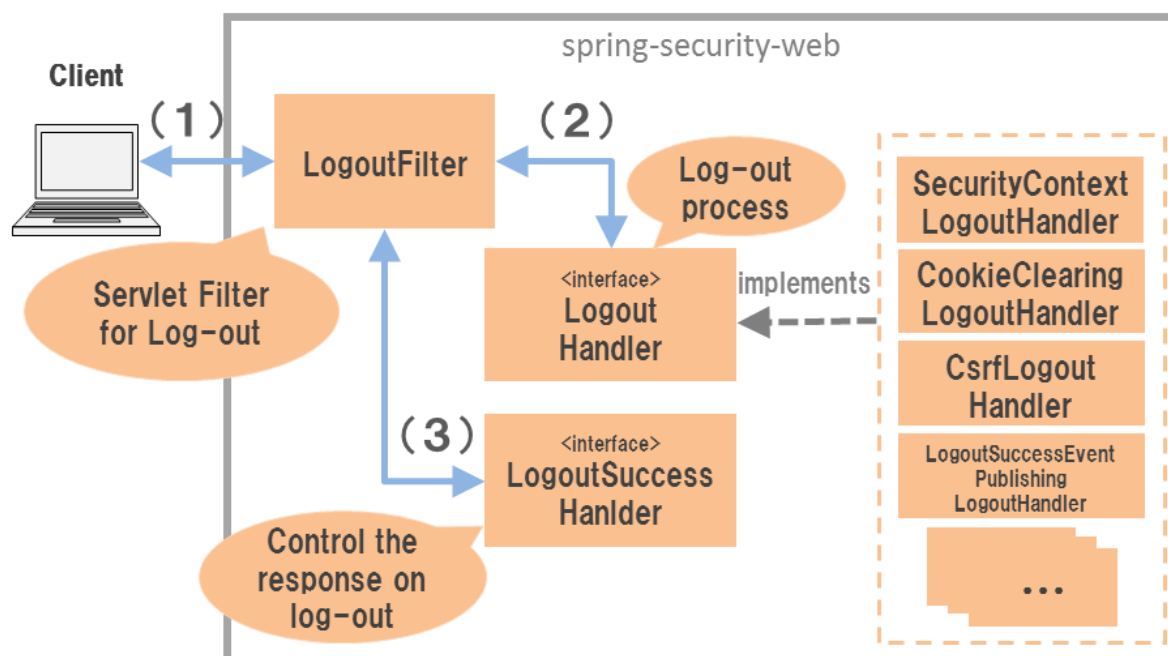 spring-security-web
Client
(1)
(2)
LogoutFilter
Log-out
process
Servlet Filter
for Log-out
<interface>
Logout
Handler
implements
(3)
<interface>
LogoutSuccess
Hanlder
Control the
response on
log-out
SecurityContext
LogoutHandler
CookieClearing
LogoutHandler
CsrfLogout
Handler
LogoutSuccessEvent
Publishing
LogoutHandler
...